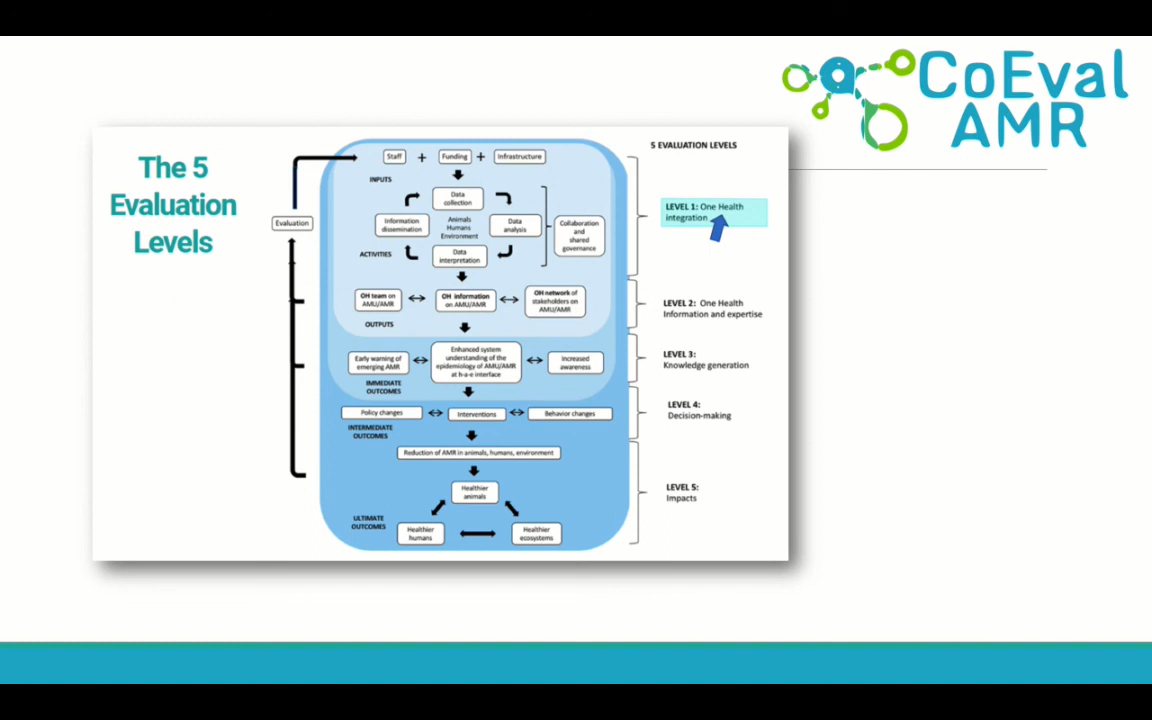 CoEval
AMR
The 5
Evaluation
Levels
5 EVALUATION LEVELS
Staff + Funding + Infrastructure
INPUTS
Data
collection
Information
dissemination
Animals
Humans
Environment
Data
analysis
Collaboration
and
shared
governance
Data
interpretation
ACTIVITIES
Evaluation
LEVEL 1: One Health
integration
OH team on
AMU/AMR
OH information
on AMU/AMR
OH network of
stakeholders on
AMU/AMR
OUTPUTS
LEVEL 2: One Health
Information and expertise
Early warning of
emerging AMR
Enhanced system
understanding of the
epidemiology of AMU/AMR
at h-a-e interface
Increased
awareness
IMMEDIATE
OUTCOMES
LEVEL 3:
Knowledge generation
Policy changes
Interventions
Behavior changes
INTERMEDIATE
OUTCOMES
LEVEL 4:
Decision-making
Reduction of AMR in animals, humans, environment
Healthier
animals
ULTIMATE
OUTCOMES
Healthier
humans
Healthier
ecosystems
LEVEL 5:
Impacts